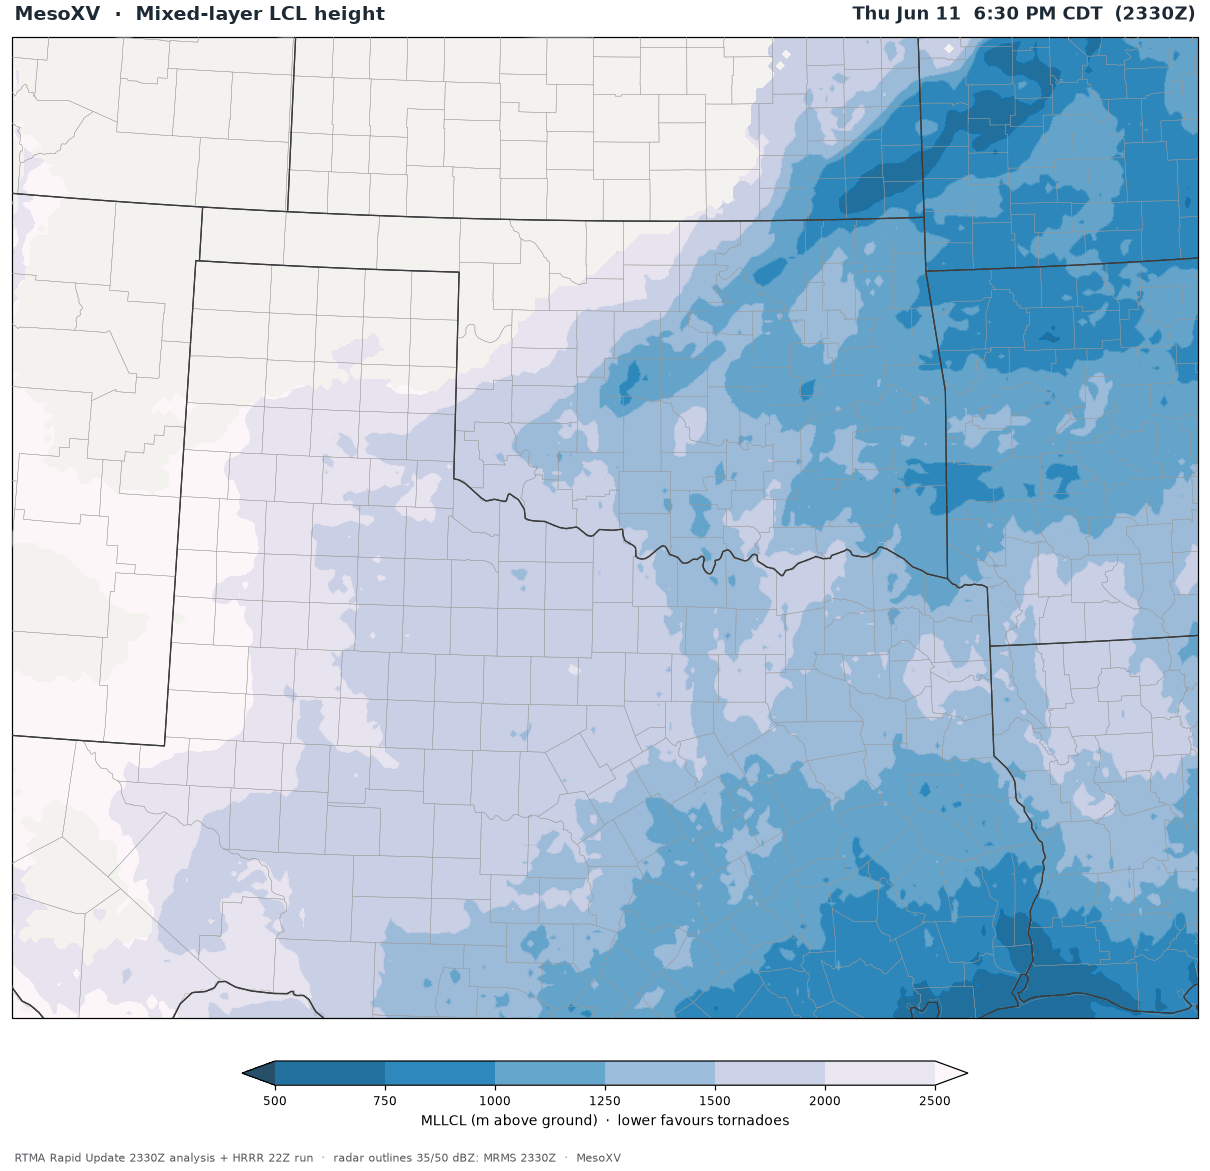 MesoXV · Mixed-layer LCL height
Thu Jun 11 6:30 PM CDT (2330Z)
500 750 1000 1250 1500 2000 2500
MLLCL (m above ground) · lower favours tornadoes
RTMA Rapid Update 2330Z analysis + HRRR 22Z run · radar outlines 35/50 dBZ: MRMS 2330Z · MesoXV